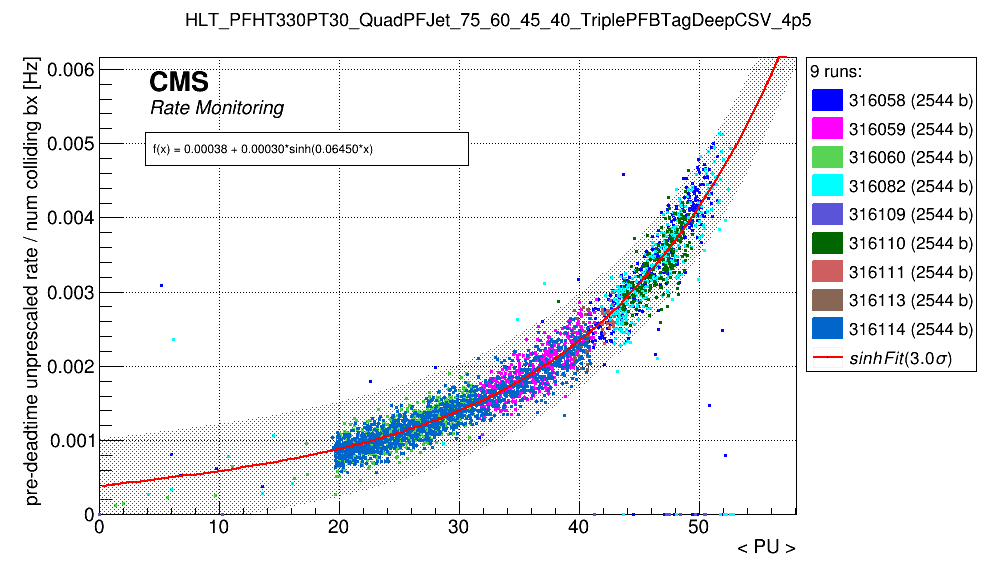 HLT_PFHT330PT30_QuadPFJet_75_60_45_40_TriplePFBTagDeepCSV_4p5
pre-deadtime unprescaled rate / num colliding bx [Hz]
0.006
0.005
0.004
0.003
0.002
0.001
0
CMS
Rate Monitoring
f(x) = 0.00038 + 0.00030*sinh(0.06450*x)
0 10 20 30 40 50
< PU >
9 runs:
316058 (2544 b)
316059 (2544 b)
316060 (2544 b)
316082 (2544 b)
316109 (2544 b)
316110 (2544 b)
316111 (2544 b)
316113 (2544 b)
316114 (2544 b)
sinhFit(3.0σ)